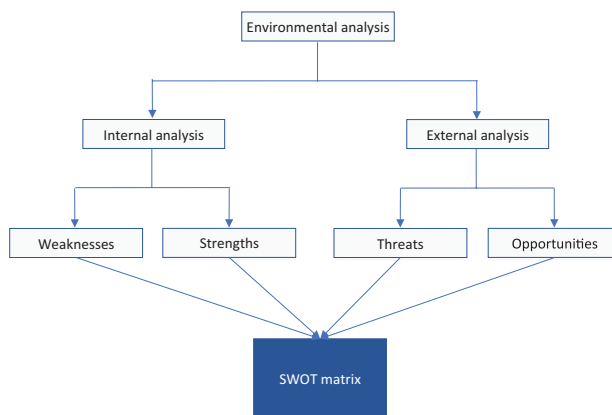 Environmental analysis
Internal analysis
External analysis
Weaknesses
Strengths
Threats
Opportunities
SWOT matrix